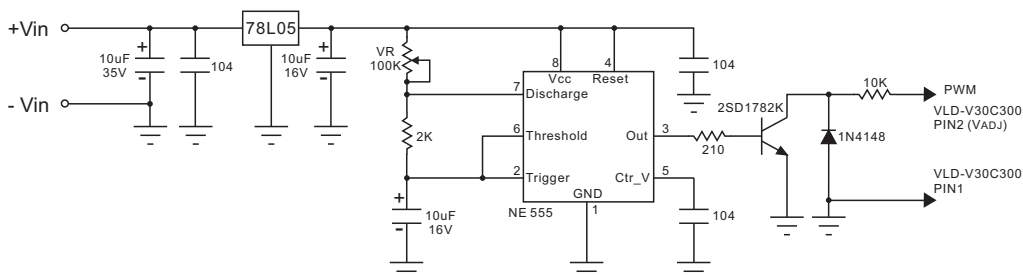 +Vin
- Vin
10uF
35V
104
78L05
10uF
16V
VR
100K
2K
10uF
16V
8
Vcc
4
Reset
7
Discharge
6
Threshold
2
Trigger
Out
3
Ctr_V
5
GND
1
NE 555
104
104
210
2SD1782K
1N4148
10K
PWM
VLD-V30C300
PIN2 (VADJ)
VLD-V30C300
PIN1